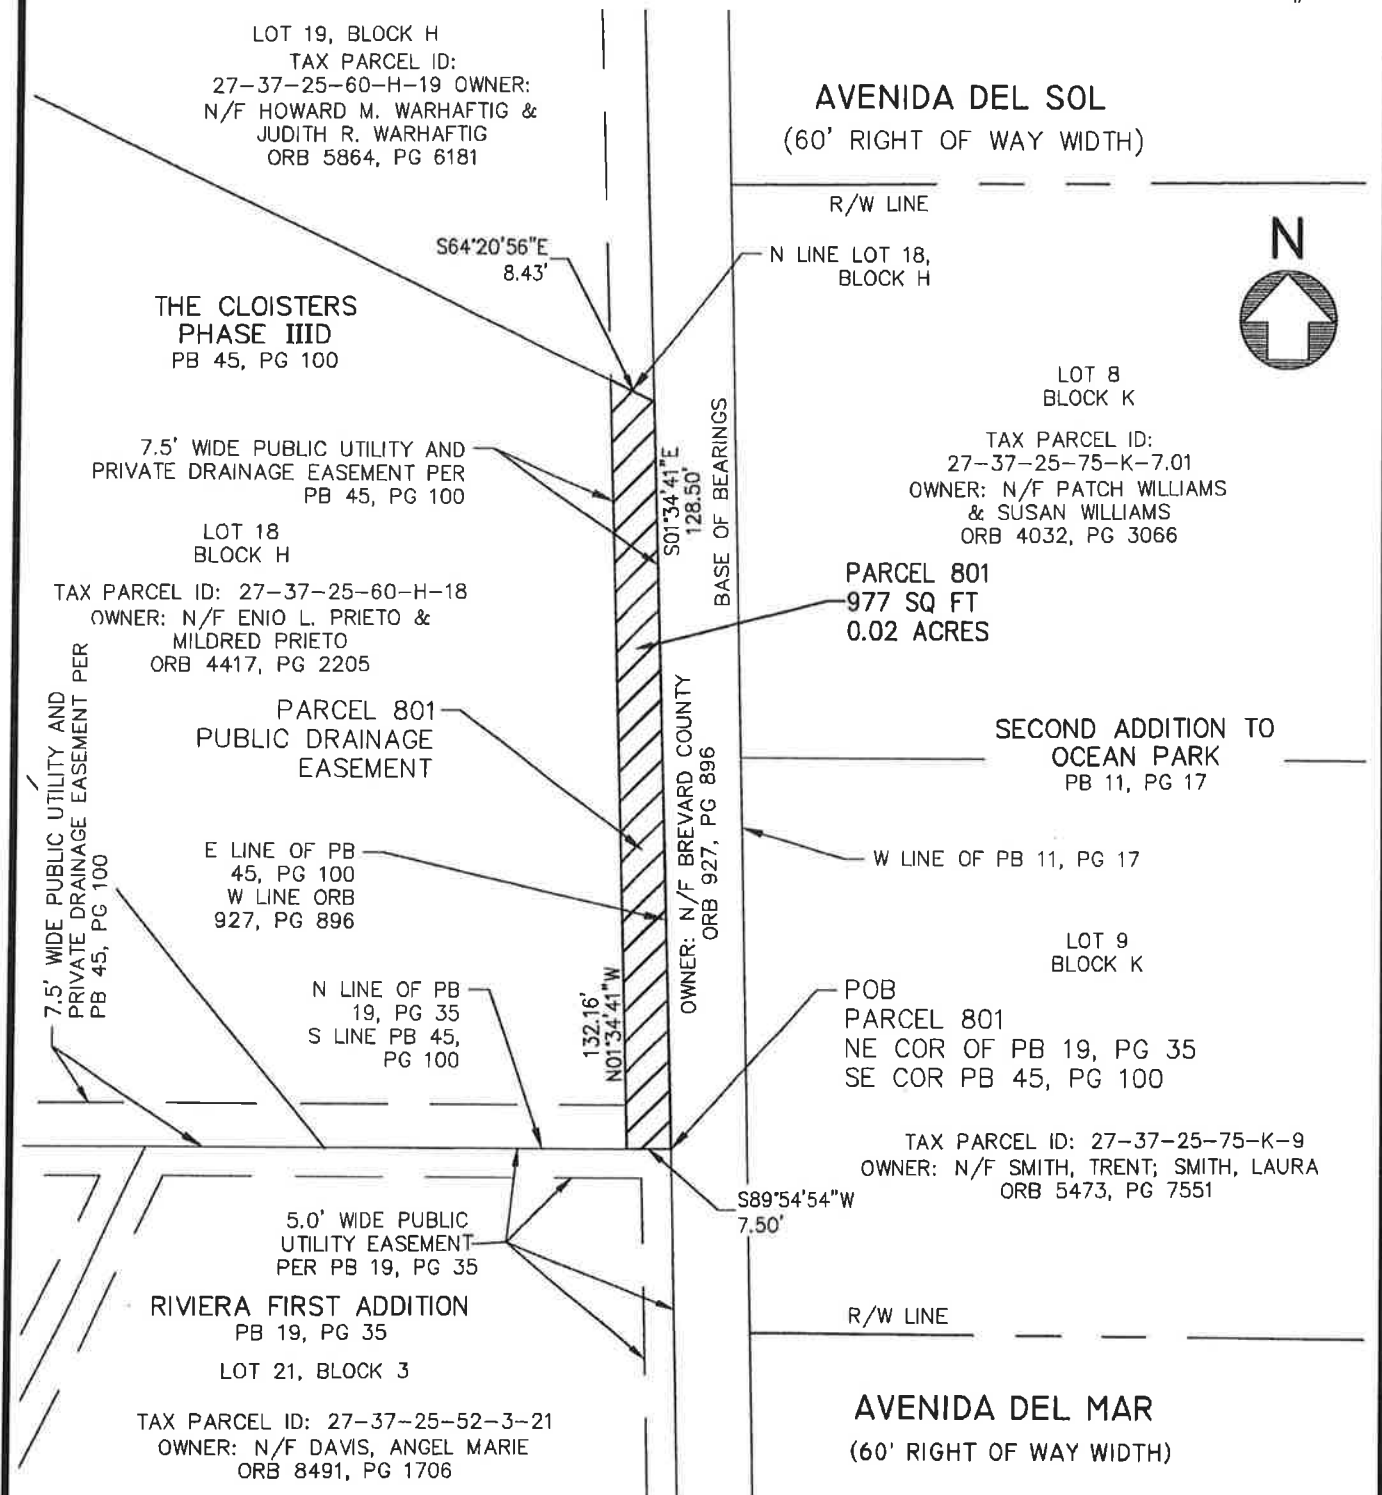 LOT 19, BLOCK H
TAX PARCEL ID:
27-37-25-60-H-19 OWNER:
N/F HOWARD M. WARHAFTIG &
JUDITH R. WARHAFTIG
ORB 5864, PG 6181
AVENIDA DEL SOL
(60' RIGHT OF WAY WIDTH)
R/W LINE
N
S64°20'56"E
8.43'
N LINE LOT 18,
BLOCK H
THE CLOISTERS
PHASE IIID
PB 45, PG 100
LOT 8
BLOCK K
TAX PARCEL ID:
27-37-25-75-K-7.01
OWNER: N/F PATCH WILLIAMS
& SUSAN WILLIAMS
ORB 4032, PG 3066
7.5' WIDE PUBLIC UTILITY AND
PRIVATE DRAINAGE EASEMENT PER
PB 45, PG 100
S01°34'41"E
128.50'
BASE OF BEARINGS
LOT 18
BLOCK H
TAX PARCEL ID: 27-37-25-60-H-18
OWNER: N/F ENIO L. PRIETO &
MILDRED PRIETO
ORB 4417, PG 2205
PARCEL 801
977 SQ FT
0.02 ACRES
PARCEL 801
PUBLIC DRAINAGE
EASEMENT
7.5' WIDE PUBLIC UTILITY AND
PRIVATE DRAINAGE EASEMENT PER
PB 45, PG 100
OWNER: N/F BREVARD COUNTY
ORB 927, PG 896
SECOND ADDITION TO
OCEAN PARK
PB 11, PG 17
E LINE OF PB
45, PG 100
W LINE ORB
927, PG 896
W LINE OF PB 11, PG 17
LOT 9
BLOCK K
N LINE OF PB
19, PG 35
S LINE PB 45,
PG 100
132.16'
N01°34'41"W
POB
PARCEL 801
NE COR OF PB 19, PG 35
SE COR PB 45, PG 100
TAX PARCEL ID: 27-37-25-75-K-9
OWNER: N/F SMITH, TRENT; SMITH, LAURA
ORB 5473, PG 7551
S89°54'54"W
7.50'
5.0' WIDE PUBLIC
UTILITY EASEMENT
PER PB 19, PG 35
RIVIERA FIRST ADDITION
PB 19, PG 35
LOT 21, BLOCK 3
TAX PARCEL ID: 27-37-25-52-3-21
OWNER: N/F DAVIS, ANGEL MARIE
ORB 8491, PG 1706
R/W LINE
AVENIDA DEL MAR
(60' RIGHT OF WAY WIDTH)